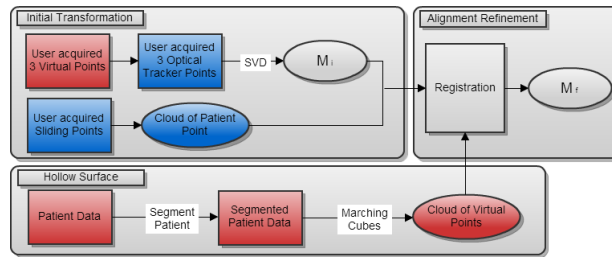 Initial Transformation
User acquired
3 Virtual Points
User acquired
3 Optical
Tracker Points
SVD
M i
User acquired
Sliding Points
Cloud of Patient
Point
Alignment Refinement
Registration
M f
Hollow Surface
Patient Data
Segment
Patient
Segmented
Patient Data
Marching
Cubes
Cloud of Virtual
Points